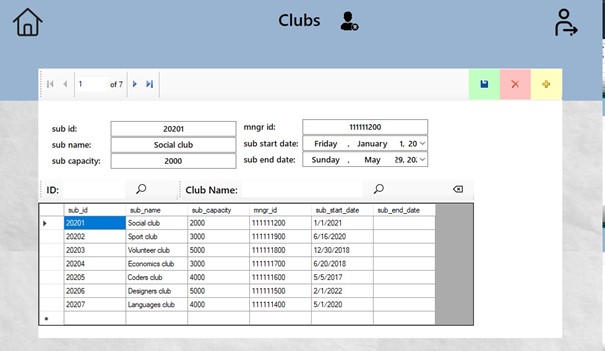 Clubs
1 of 7
sub id: 20201 mngr id: 111111200
sub name: Social club sub start date: Friday , January 1, 20
sub capacity: 2000 sub end date: Sunday , May 29, 20
ID: Club Name:
sub_id sub_name sub_capacity mngr_id sub_start_date sub_end_date
20201 Social club 2000 111111200 1/1/2021
20202 Sport club 3000 111111900 6/16/2020
20203 Volunteer club 5000 111111800 12/30/2018
20204 Economics club 3000 111111700 6/20/2018
20205 Coders club 4000 111111600 5/5/2017
20206 Designers club 5000 111111500 2/1/2022
20207 Languages club 4000 111111400 5/1/2020